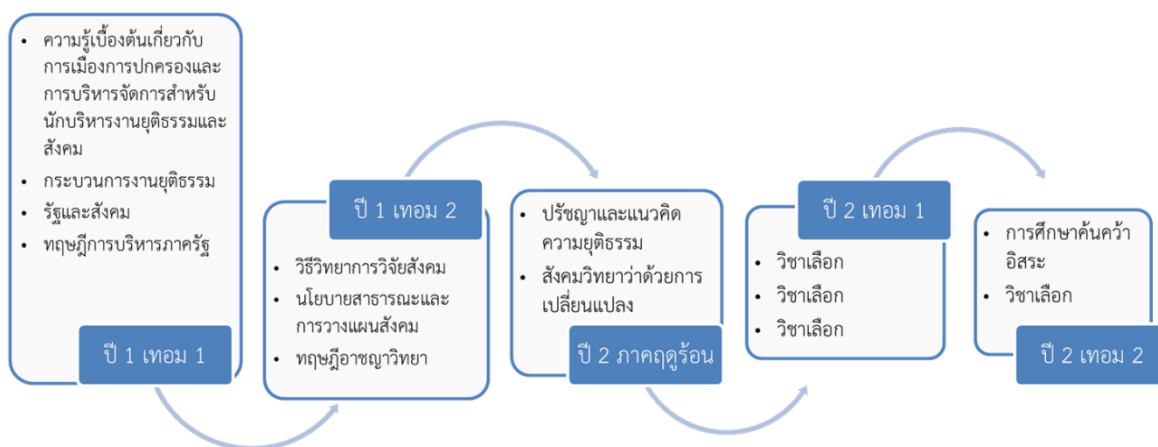 • ความรู้เบื้องต้นเกี่ยวกับ
การเมืองการปกครองและ
การบริหารจัดการสำหรับ
นักบริหารงานยุติธรรมและ
สังคม
• กระบวนการงานยุติธรรม
• รัฐและสังคม
• ทฤษฎีการบริหารภาครัฐ
ปี 1 เทอม 1
ปี 1 เทอม 2
• วิธีวิทยาการวิจัยสังคม
• นโยบายสาธารณะและ
การวางแผนสังคม
• ทฤษฎีอาชญาวิทยา
• ปรัชญาและแนวคิด
ความยุติธรรม
• สังคมวิทยาว่าด้วยการ
เปลี่ยนแปลง
ปี 2 ภาคฤดูร้อน
ปี 2 เทอม 1
• วิชาเลือก
• วิชาเลือก
• วิชาเลือก
• การศึกษาค้นคว้า
อิสระ
• วิชาเลือก
ปี 2 เทอม 2